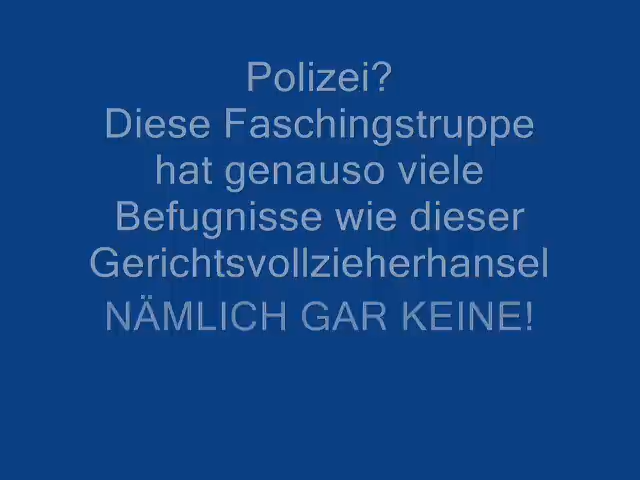 Polizei?
Diese Faschingstruppe
hat genauso viele
Befugnisse wie dieser
Gerichtsvollzieherhansel
NÄMLICH GAR KEINE!